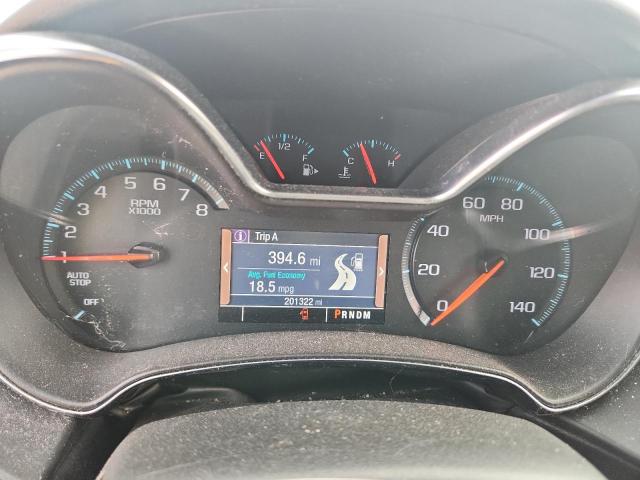 E 1/2 F
C H
1 2 3 4 5 6 7 8
RPM
X1000
AUTO
STOP
OFF
Trip A
394.6 mi
Avg. Fuel Economy
18.5 mpg
201322 mi
PRNDM
0 20 40 60 80 100 120 140
MPH